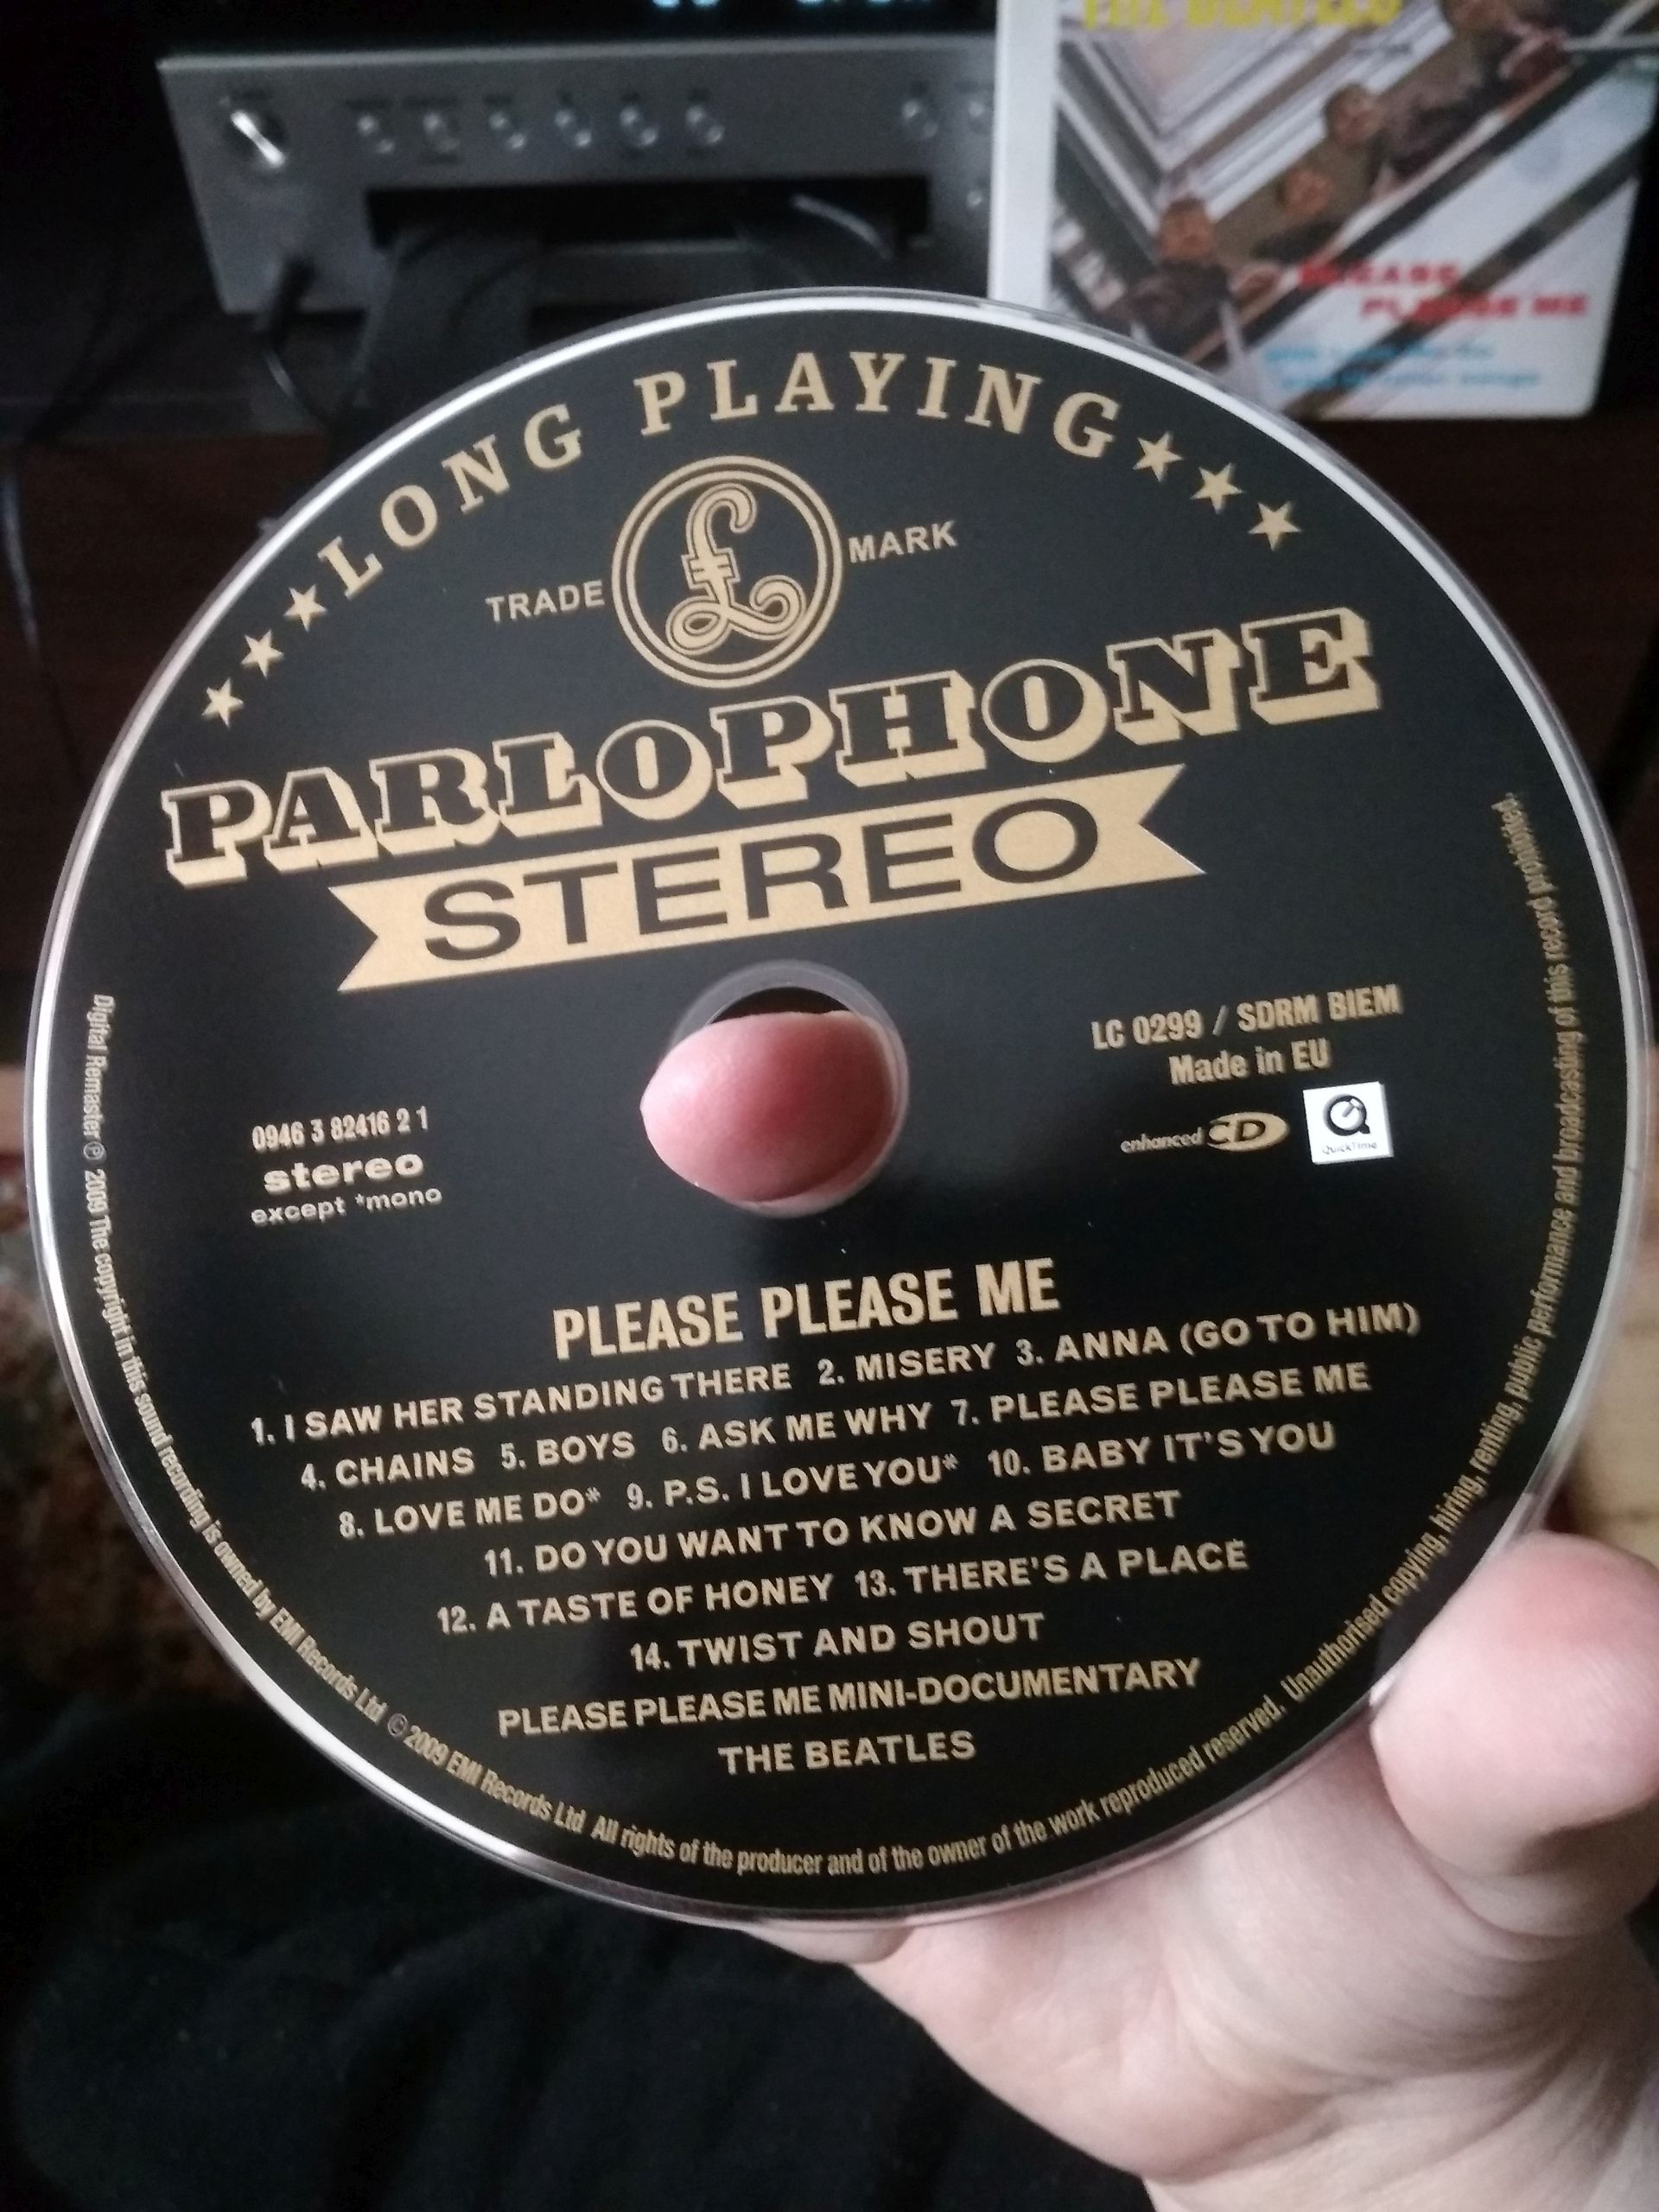 THE BEATLES
PLEASE
PLEASE ME
LONG PLAYING
TRADE MARK
£
PARLOPHONE
STEREO
LC 0299 / SDRM BIEM
Made in EU
enhanced CD QuickTime
0946 3 82416 2 1
stereo
except *mono
PLEASE PLEASE ME
1. I SAW HER STANDING THERE 2. MISERY 3. ANNA (GO TO HIM)
4. CHAINS 5. BOYS 6. ASK ME WHY 7. PLEASE PLEASE ME
8. LOVE ME DO* 9. P.S. I LOVE YOU* 10. BABY IT'S YOU
11. DO YOU WANT TO KNOW A SECRET
12. A TASTE OF HONEY 13. THERE'S A PLACE
14. TWIST AND SHOUT
PLEASE PLEASE ME MINI-DOCUMENTARY
THE BEATLES
Digital Remaster ℗ 2009 The copyright in this sound recording is owned by EMI Records Ltd © 2009 EMI Records Ltd All rights of the producer and of the owner of the work reproduced reserved. Unauthorised copying, hiring, renting, public performance and broadcasting of this record prohibited.